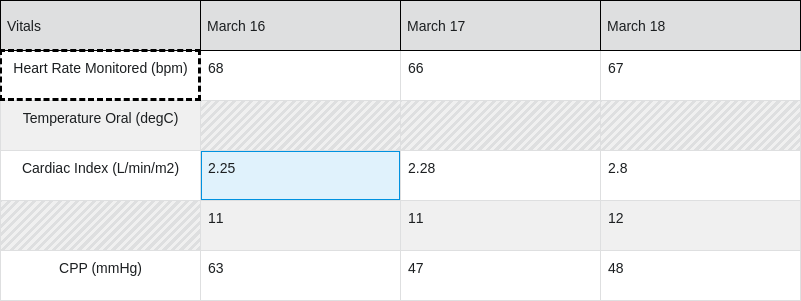 Vitals March 16 March 17 March 18
Heart Rate Monitored (bpm) 68 66 67
Temperature Oral (degC)
Cardiac Index (L/min/m2) 2.25 2.28 2.8
11 11 12
CPP (mmHg) 63 47 48